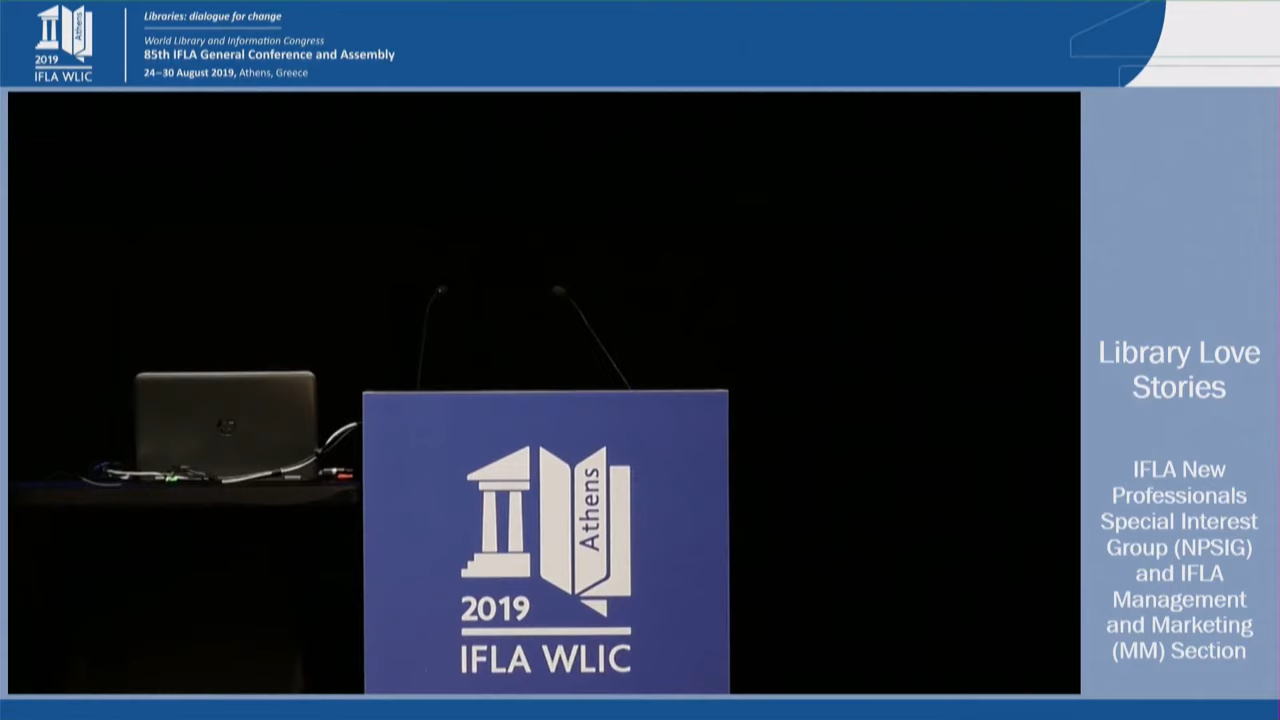 Athens
2019
IFLA WLIC
Libraries: dialogue for change
World Library and Information Congress
85th IFLA General Conference and Assembly
24–30 August 2019, Athens, Greece
Athens
2019
IFLA WLIC
Library Love
Stories
IFLA New
Professionals
Special Interest
Group (NPSIG)
and IFLA
Management
and Marketing
(MM) Section